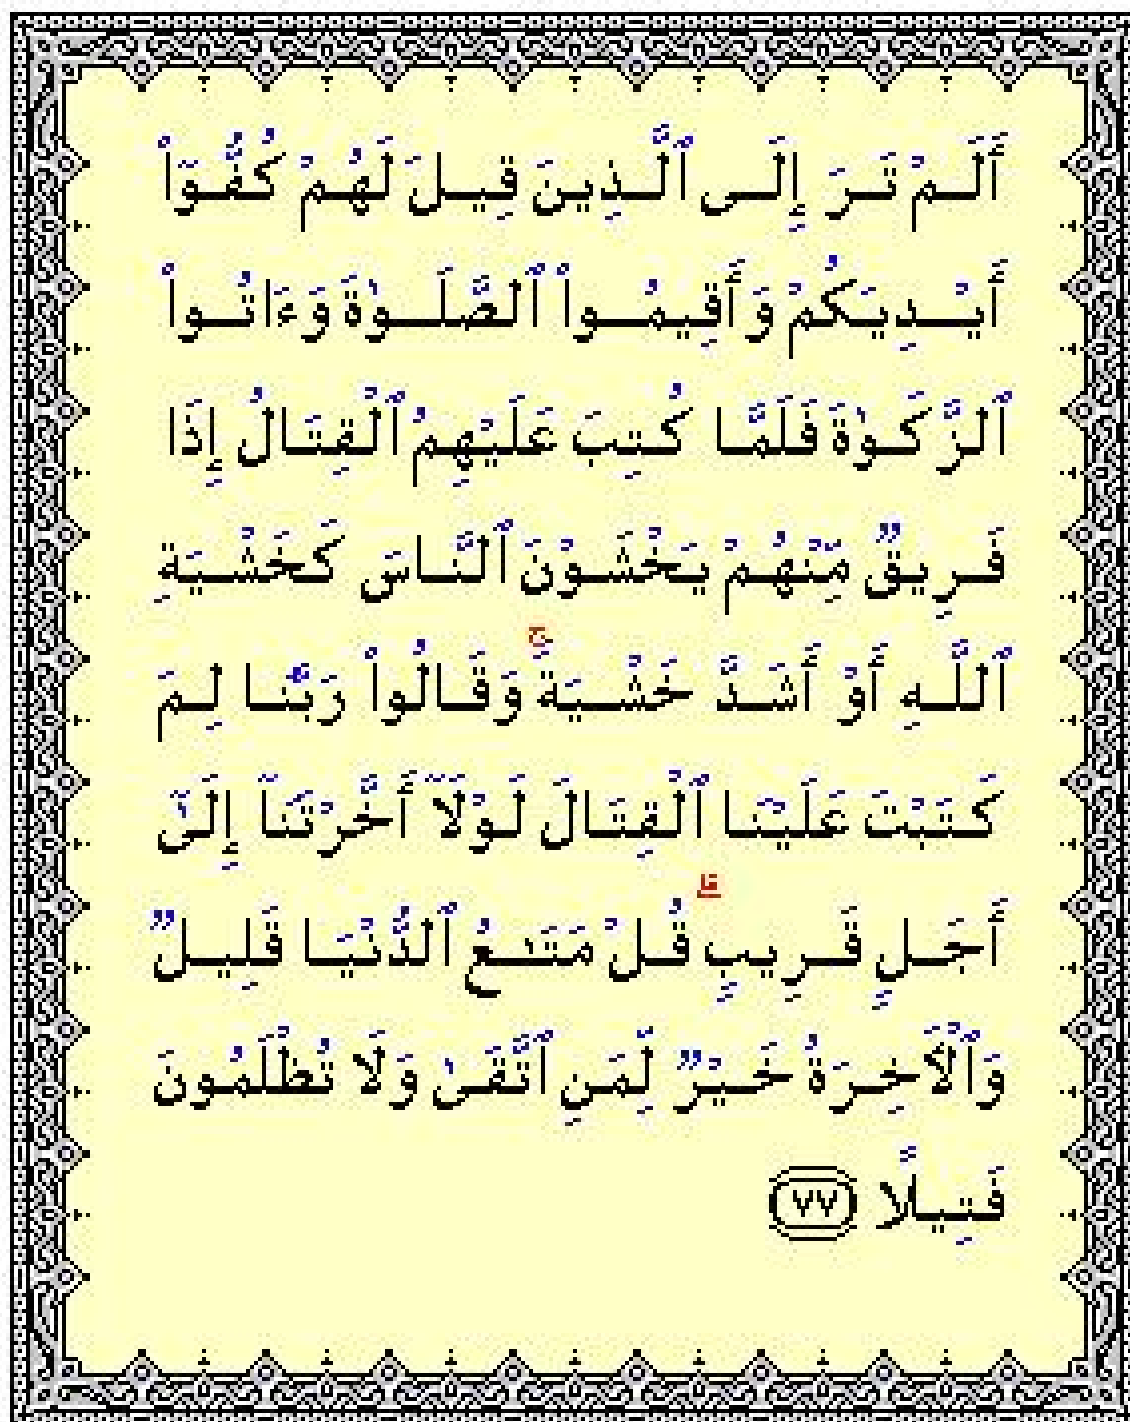 أَلَمْ تَرَ إِلَى ٱلَّذِينَ قِيلَ لَهُمْ كُفُّوٓا۟
أَيْدِيَكُمْ وَأَقِيمُوا۟ ٱلصَّلَوٰةَ وَءَاتُوا۟
ٱلزَّكَوٰةَ فَلَمَّا كُتِبَ عَلَيْهِمُ ٱلْقِتَالُ إِذَا
فَرِيقٌ مِّنْهُمْ يَخْشَوْنَ ٱلنَّاسَ كَخَشْيَةِ
ٱللَّهِ أَوْ أَشَدَّ خَشْيَةً ۚ وَقَالُوا۟ رَبَّنَا لِمَ
كَتَبْتَ عَلَيْنَا ٱلْقِتَالَ لَوْلَآ أَخَّرْتَنَآ إِلَىٰٓ
أَجَلٍ قَرِيبٍ ۗ قُلْ مَتَـٰعُ ٱلدُّنْيَا قَلِيلٌ
وَٱلْأَخِرَةُ خَيْرٌ لِّمَنِ ٱتَّقَىٰ وَلَا تُظْلَمُونَ
فَتِيلًا ٧٧